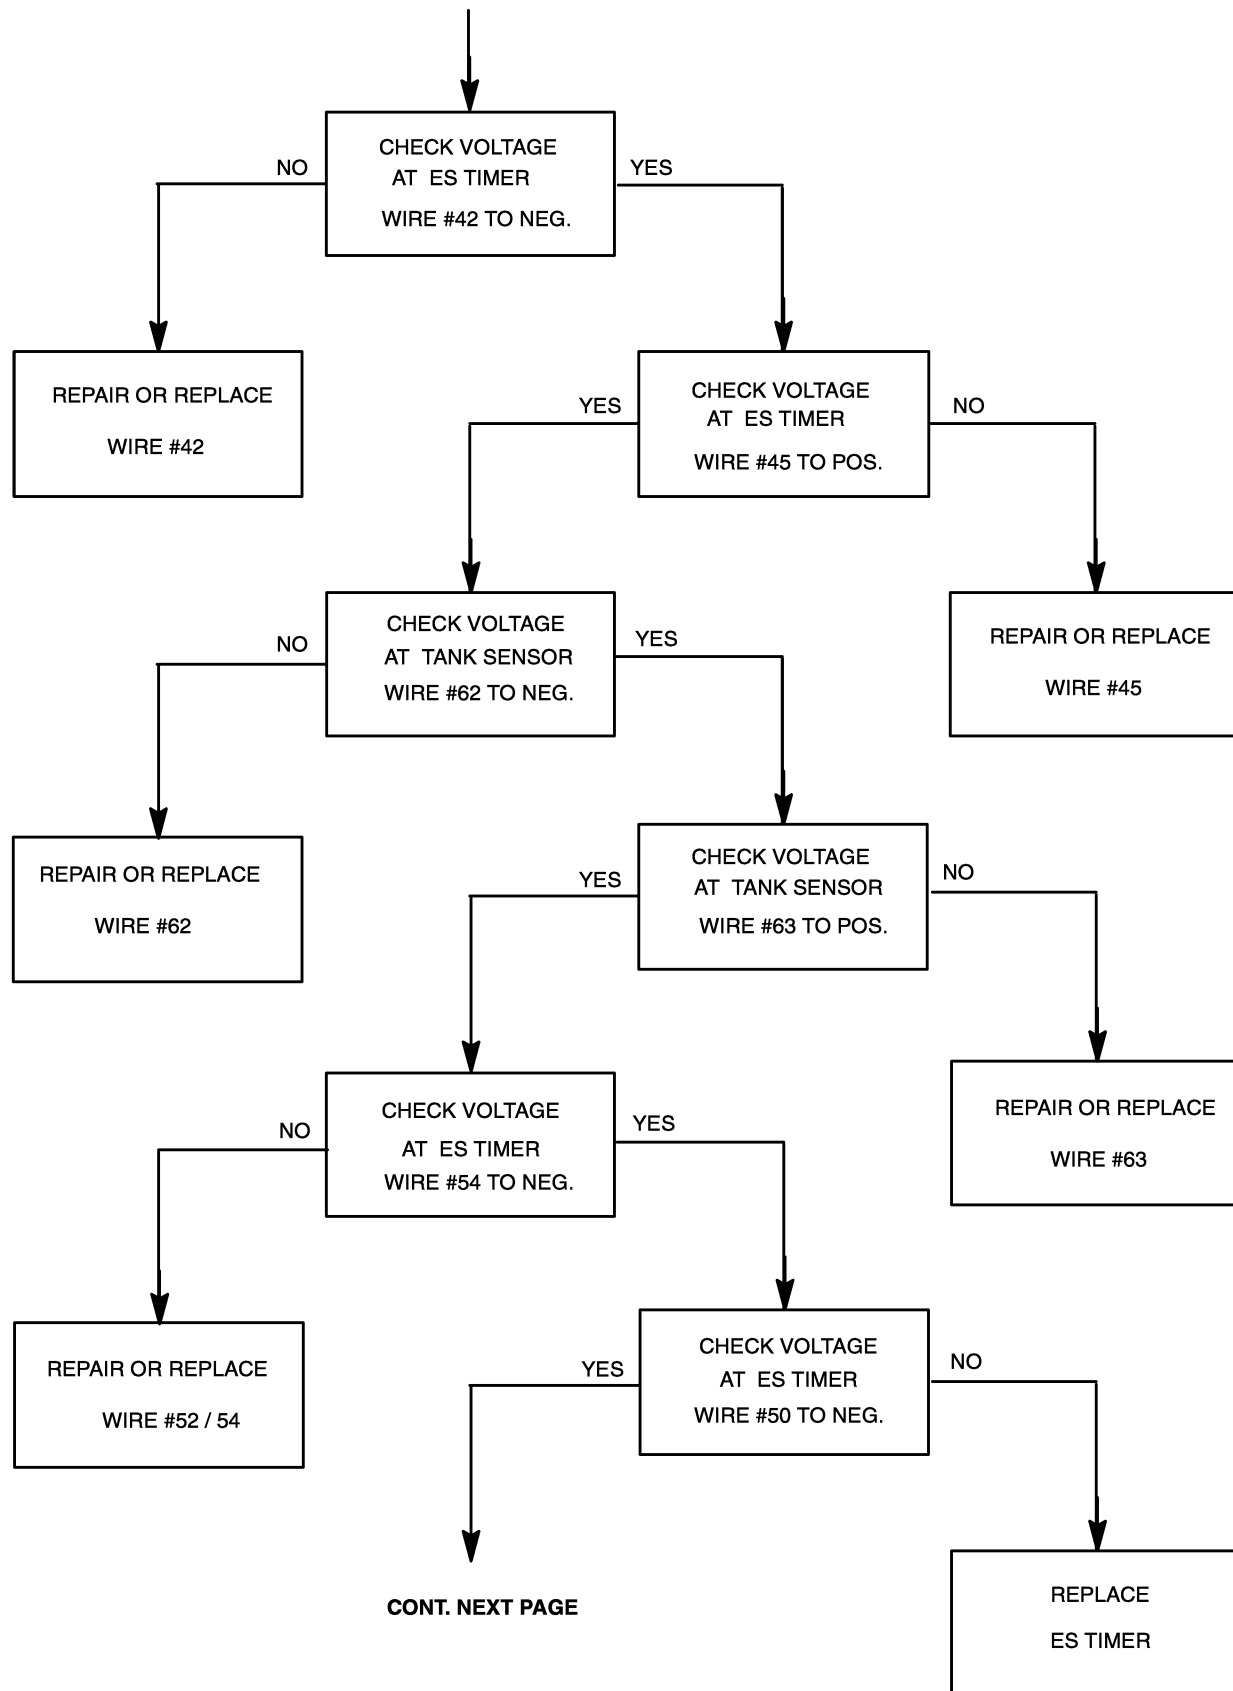 CHECK VOLTAGE
AT ES TIMER
WIRE #42 TO NEG.
NO
YES
REPAIR OR REPLACE
WIRE #42
CHECK VOLTAGE
AT ES TIMER
WIRE #45 TO POS.
YES
NO
CHECK VOLTAGE
AT TANK SENSOR
WIRE #62 TO NEG.
NO
YES
REPAIR OR REPLACE
WIRE #45
REPAIR OR REPLACE
WIRE #62
CHECK VOLTAGE
AT TANK SENSOR
WIRE #63 TO POS.
YES
NO
CHECK VOLTAGE
AT ES TIMER
WIRE #54 TO NEG.
NO
YES
REPAIR OR REPLACE
WIRE #63
REPAIR OR REPLACE
WIRE #52 / 54
CHECK VOLTAGE
AT ES TIMER
WIRE #50 TO NEG.
YES
NO
CONT. NEXT PAGE
REPLACE
ES TIMER